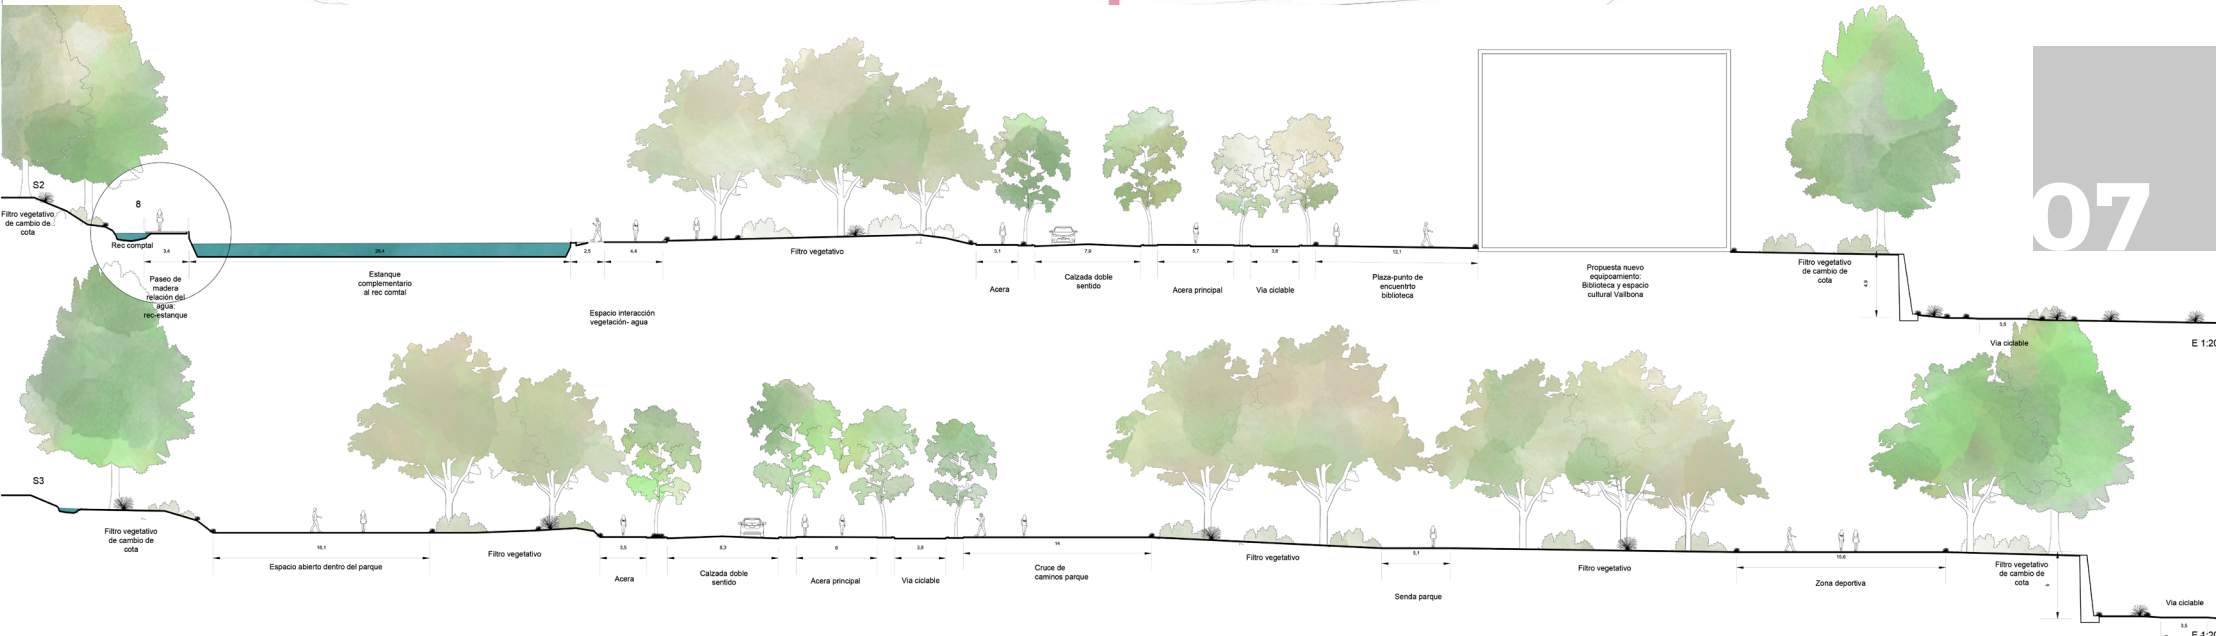 07
S2
8
Filtro vegetativo
de cambio de
cota
Rec comptal
3,4
Paseo de
madera
relación del
agua:
rec-estanque
Estanque
complementario
al rec comtal
2,5
4,4
Espacio interacción
vegetación- agua
Filtro vegetativo
3,1
Acera
7,9
Calzada doble
sentido
5,7
Acera principal
3,8
Via ciclable
12,1
Plaza-punto de
encuentrto
biblioteca
Propuesta nuevo
equipoamiento:
Biblioteca y espacio
cultural Vallbona
Filtro vegetativo
de cambio de
cota
4,9
3,5
Via ciclable
E 1:20
S3
Filtro vegetativo
de cambio de
cota
16,1
Espacio abierto dentro del parque
Filtro vegetativo
3,5
Acera
8,3
Calzada doble
sentido
6
Acera principal
3,8
Via ciclable
14
Cruce de
caminos parque
Filtro vegetativo
5,1
Senda parque
Filtro vegetativo
15,6
Zona deportiva
Filtro vegetativo
de cambio de
cota
Via ciclable
3,5